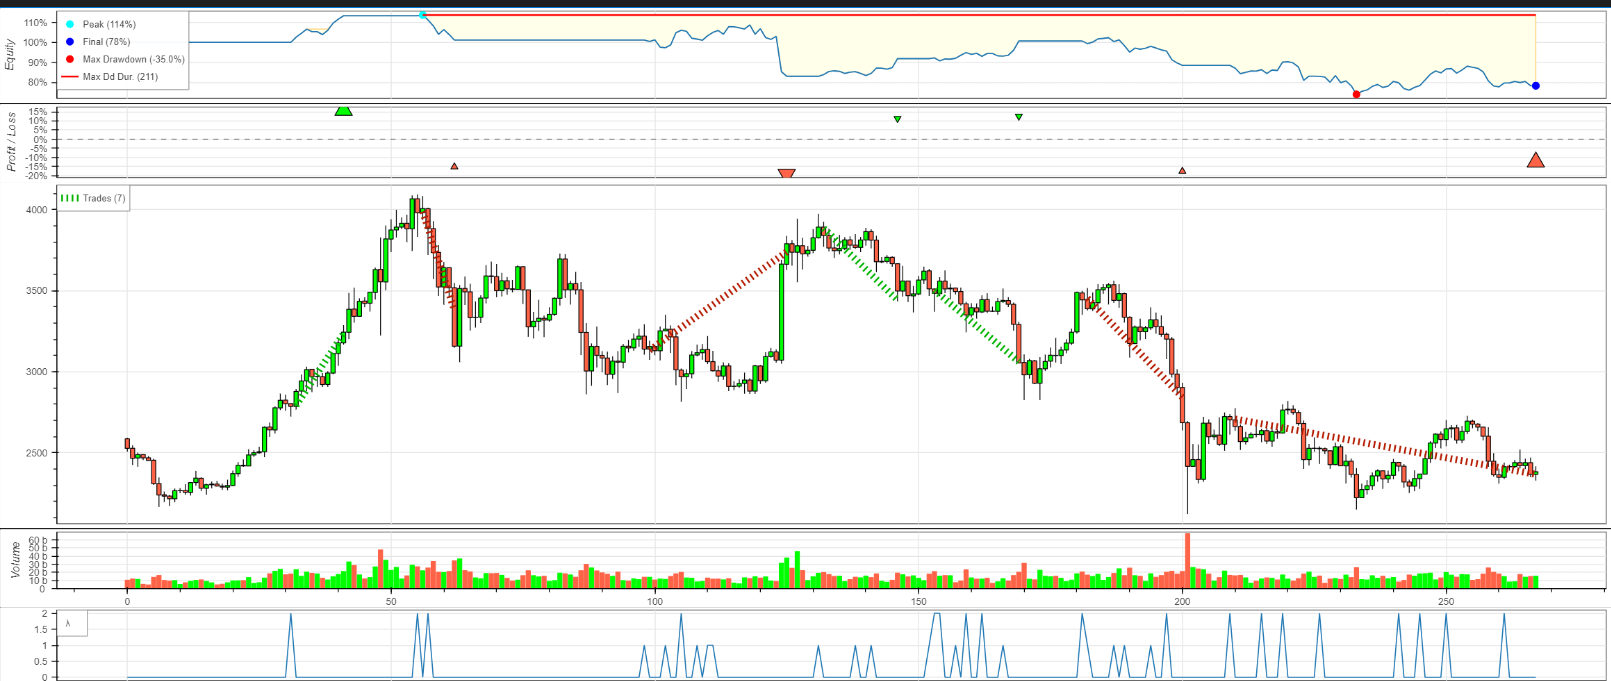 110%
100%
90%
80%
Equity
Peak (114%)
Final (78%)
Max Drawdown (-35.0%)
Max Dd Dur. (211)
15%
10%
5%
0%
-5%
-10%
-15%
-20%
Profit / Loss
Trades (7)
4000
3500
3000
2500
60 b
50 b
40 b
30 b
20 b
10 b
0
Volume
0 50 100 150 200 250
2
1.5
1
0.5
0
λ